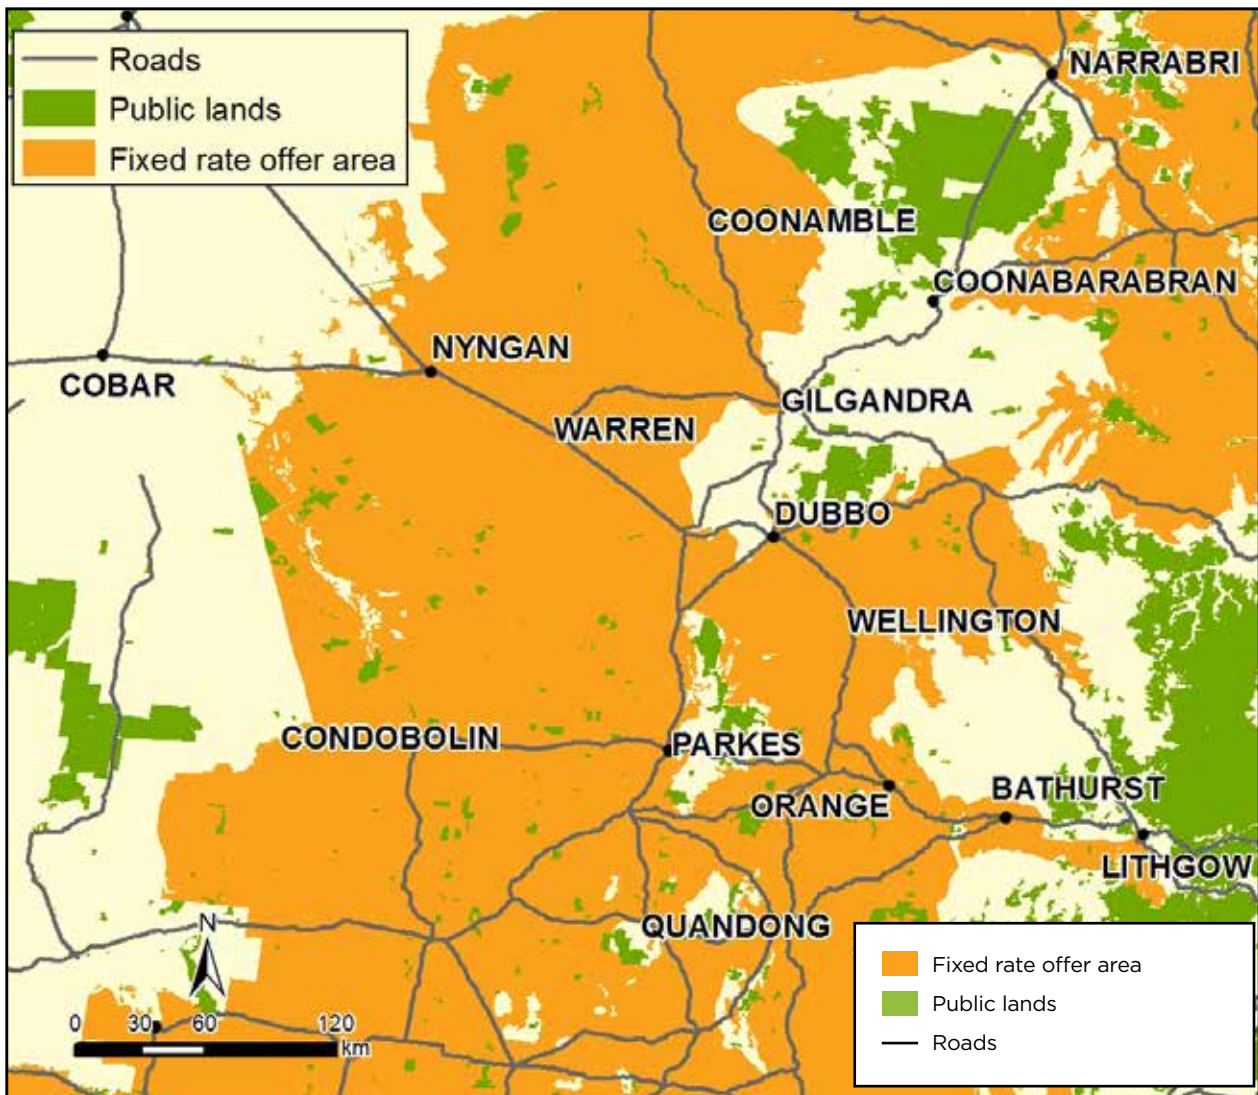 Roads
Public lands
Fixed rate offer area
NARRABRI
COONAMBLE
COONABARABRAN
NYNGAN
COBAR
GILGANDRA
WARREN
DUBBO
WELLINGTON
CONDOBOLIN
PARKES
BATHURST
ORANGE
LITHGOW
QUANDONG
N
0 30 60 120
km
Fixed rate offer area
Public lands
Roads